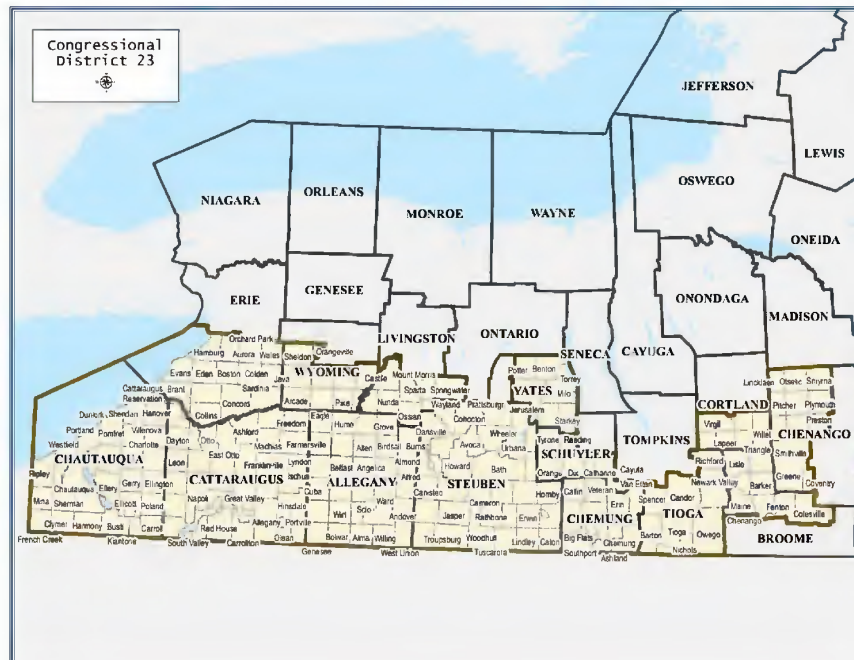 Congressional
District 23
JEFFERSON
LEWIS
OSWEGO
NIAGARA
ORLEANS
MONROE
WAYNE
ONEIDA
ERIE
GENESEE
ONONDAGA
MADISON
LIVINGSTON
ONTARIO
SENECA
CAYUGA
Orchard Park
Hamburg Aurora Wales Sheldon Orangeville
WYOMING
Evans Eden Boston Colden
Java
Castile Mount Morris
Potter Benton
Torrey
Lincklaen Otselic Smyrna
Cattaraugus
Reservation
Brant
Sardinia
Sparta Springwater
YATES
Milo
CORTLAND
Pitcher Plymouth
Concord
Arcade Pike
Nunda
Wayland Prattsburgh
Jerusalem
Collins
Dunkirk Sheridan Hanover
Eagle
Ossian
Starkey
Virgil
Preston
Portland Pomfret Villenova
Freedom
Hume Grove
Dansville Cohocton
Wheeler Urbana
Tyrone Reading
TOMPKINS
Lapeer Willet
CHENANGO
Westfield Charlotte
Dayton Otto Ashford
Machias Farmersville
Allen Birdsall Burns
Avoca
SCHUYLER
Triangle Smithville
CHAUTAUQUA
East Otto
Richford Lisle
Leon
Franklinville Lyndon
Belfast Angelica
Almond
Howard Bath
Orange Catharine
Cayuta
Greene
Ripley
CATTARAUGUS
ALLEGANY
Alfred
STEUBEN
Van Etten
Newark Valley
Coventry
Chautauqua Ellery Gerry Ellington
Napoli Great Valley
Cuba
Ward
Canisteo
Hornby
Catlin Veteran
Spencer Candor
Barker
Mina Sherman
Ellicott Poland
Hinsdale
Scio
Cameron
Erin
TIOGA
Maine Fenton
Colesville
Wirt
Andover
Jasper Rathbone Erwin
CHEMUNG
Chenango
Clymer Harmony Busti Carroll
Red House
Allegany Portville
Big Flats Chemung
Barton Tioga Owego
French Creek
Kiantone
South Valley Carrollton Olean
Bolivar Alma Willing
Troupsburg Woodhull
Lindley Caton
Southport
Nichols
BROOME
Genesee
West Union
Tuscarora
Ashland